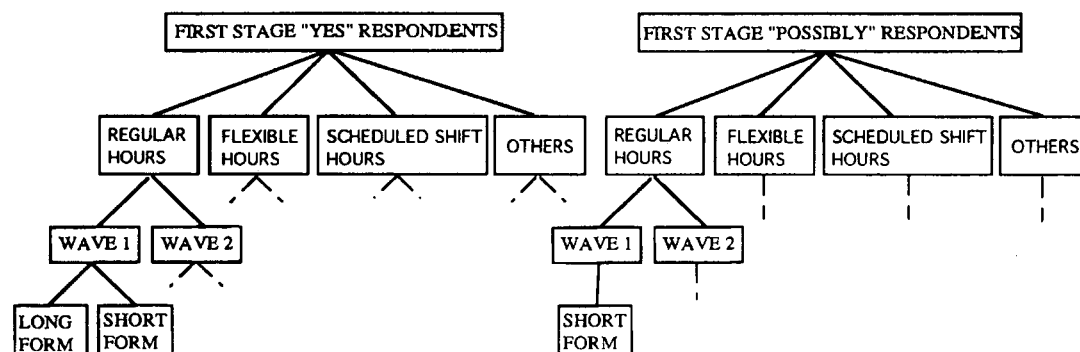 FIRST STAGE "YES" RESPONDENTS
REGULAR
HOURS
FLEXIBLE
HOURS
SCHEDULED SHIFT
HOURS
OTHERS
WAVE 1
WAVE 2
LONG
FORM
SHORT
FORM
FIRST STAGE "POSSIBLY" RESPONDENTS
REGULAR
HOURS
FLEXIBLE
HOURS
SCHEDULED SHIFT
HOURS
OTHERS
WAVE 1
WAVE 2
SHORT
FORM